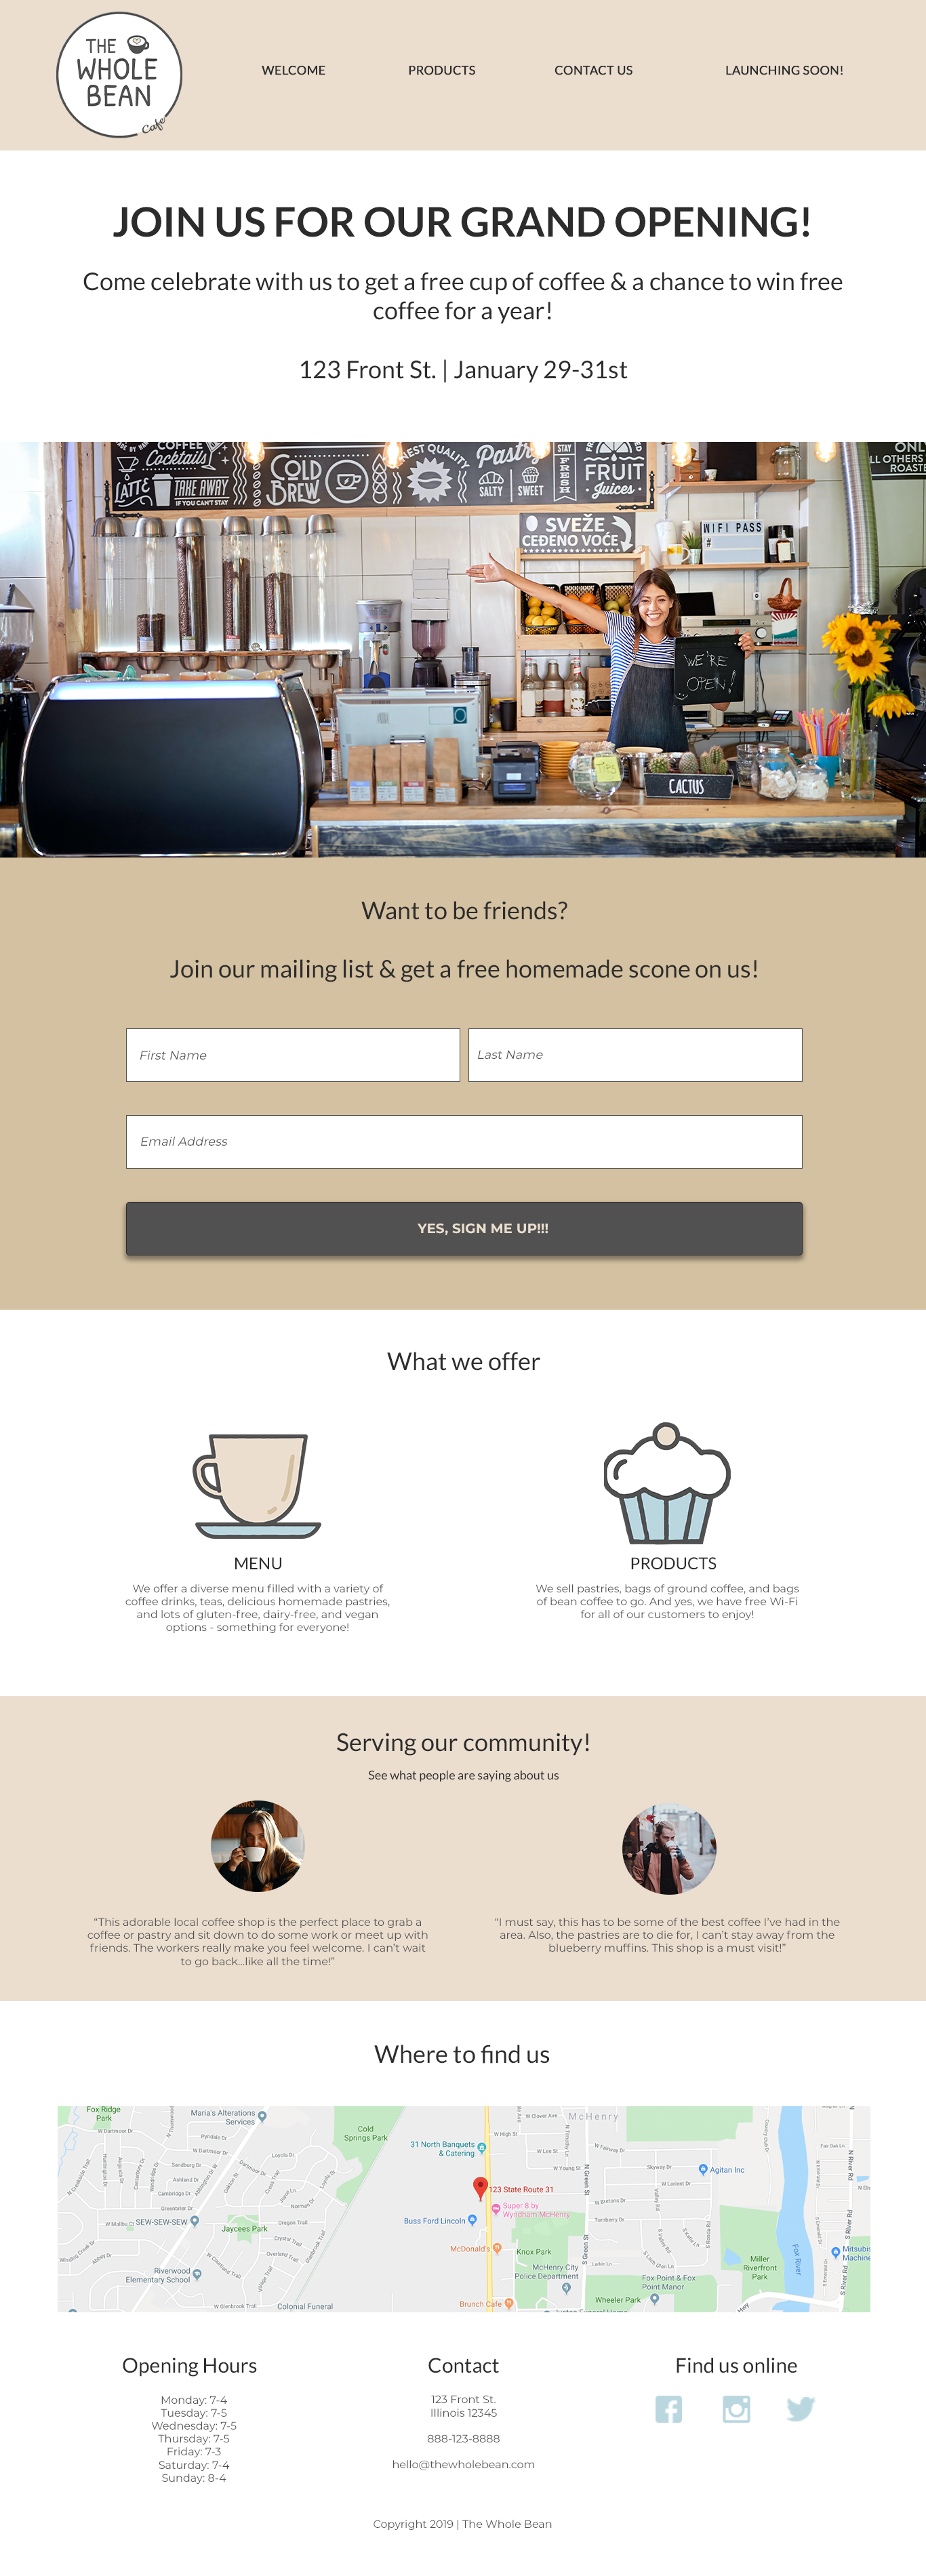 THE
WHOLE
BEAN
Cafe
WELCOME
PRODUCTS
CONTACT US
LAUNCHING SOON!
JOIN US FOR OUR GRAND OPENING!
Come celebrate with us to get a free cup of coffee & a chance to win free
coffee for a year!
123 Front St. | January 29-31st
COFFEE
Cocktails
LATTE
TAKE AWAY
IF YOU CAN'T STAY
COLD
BREW
QUALITY
SALTY
SWEET
STAY
FRESH
FRUIT
Juices
ONL
LL OTHERS
ROAST
SVEŽE
CEĐENO VOĆE
WIFI PASS
#
WE'RE
OPEN!
CACTUS
Want to be friends?
Join our mailing list & get a free homemade scone on us!
First Name
Last Name
Email Address
YES, SIGN ME UP!!!
What we offer
MENU
We offer a diverse menu filled with a variety of
coffee drinks, teas, delicious homemade pastries,
and lots of gluten-free, dairy-free, and vegan
options - something for everyone!
PRODUCTS
We sell pastries, bags of ground coffee, and bags
of bean coffee to go. And yes, we have free Wi-Fi
for all of our customers to enjoy!
Serving our community!
See what people are saying about us
“This adorable local coffee shop is the perfect place to grab a
coffee or pastry and sit down to do some work or meet up with
friends. The workers really make you feel welcome. I can’t wait
to go back...like all the time!”
“I must say, this has to be some of the best coffee I’ve had in the
area. Also, the pastries are to die for, I can’t stay away from the
blueberry muffins. This shop is a must visit!”
Where to find us
Fox Ridge
Park
Maria's Alterations
Services
Cold
Springs Park
31 North Banquets
& Catering
McHenry
W High St
Agitan Inc
123 State Route 31
Super 8 by
Wyndham McHenry
Buss Ford Lincoln
SEW-SEW-SEW
Jaycees Park
McDonald's
Knox Park
McHenry City
Police Department
Riverwood
Elementary School
Fox Point & Fox
Point Manor
Miller
Riverfront
Park
Fox River
Mitsubis
Machine
Colonial Funeral
Brunch Cafe
Wheeler Park
Opening Hours
Monday: 7-4
Tuesday: 7-5
Wednesday: 7-5
Thursday: 7-5
Friday: 7-3
Saturday: 7-4
Sunday: 8-4
Contact
123 Front St.
Illinois 12345
888-123-8888
hello@thewholebean.com
Find us online
Copyright 2019 | The Whole Bean